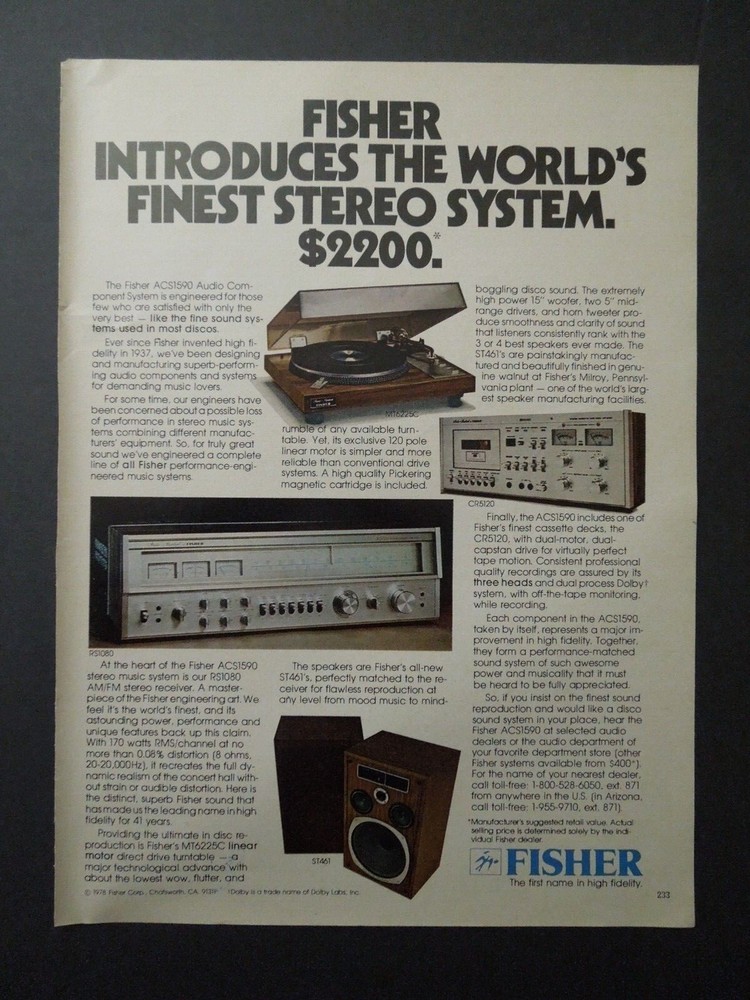 FISHER
INTRODUCES THE WORLD'S
FINEST STEREO SYSTEM.
$2200.*
The Fisher ACS1590 Audio Com-
ponent System is engineered for those
few who are satisfied with only the
very best — like the fine sound sys-
tems used in most discos.
Ever since Fisher invented high fi-
delity in 1937, we've been designing
and manufacturing superb-perform-
ing audio components and systems
for demanding music lovers.
For some time, our engineers have
been concerned about a possible loss
of performance in stereo music sys-
tems combining different manufac-
turers' equipment. So, for truly great
sound we've engineered a complete
line of all Fisher performance-engi-
neered music systems.
RS1080
At the heart of the Fisher ACS1590
stereo music system is our RS1080
AM/FM stereo receiver. A master-
piece of the Fisher engineering art. We
feel it's the world's finest, and its
astounding power, performance and
unique features back up this claim.
With 170 watts RMS/channel at no
more than 0.08% distortion (8 ohms,
20-20,000Hz), it recreates the full dy-
namic realism of the concert hall with-
out strain or audible distortion. Here is
the distinct, superb Fisher sound that
has made us the leading name in high
fidelity for 41 years.
Providing the ultimate in disc re-
production is Fisher's MT6225C linear
motor direct drive turntable — a
major technological advance with
about the lowest wow, flutter, and
MT6225C
rumble of any available turn-
table. Yet, its exclusive 120 pole
linear motor is simpler and more
reliable than conventional drive
systems. A high quality Pickering
magnetic cartridge is included.
The speakers are Fisher's all-new
ST461's, perfectly matched to the re-
ceiver for flawless reproduction at
any level from mood music to mind-
ST461
boggling disco sound. The extremely
high power 15" woofer, two 5" mid-
range drivers, and horn tweeter pro-
duce smoothness and clarity of sound
that listeners consistently rank with the
3 or 4 best speakers ever made. The
ST461's are painstakingly manufac-
tured and beautifully finished in genu-
ine walnut at Fisher's Milroy, Pennsyl-
vania plant — one of the world's larg-
est speaker manufacturing facilities.
CR5120
Finally, the ACS1590 includes one of
Fisher's finest cassette decks, the
CR5120, with dual-motor, dual-
capstan drive for virtually perfect
tape motion. Consistent professional
quality recordings are assured by its
three heads and dual process Dolby†
system, with off-the-tape monitoring,
while recording.
Each component in the ACS1590,
taken by itself, represents a major im-
provement in high fidelity. Together,
they form a performance-matched
sound system of such awesome
power and musicality that it must
be heard to be fully appreciated.
So, if you insist on the finest sound
reproduction and would like a disco
sound system in your place, hear the
Fisher ACS1590 at selected audio
dealers or the audio department of
your favorite department store (other
Fisher systems available from $400*).
For the name of your nearest dealer,
call toll-free: 1-800-528-6050, ext. 871
from anywhere in the U.S. (In Arizona,
call toll-free: 1-955-9710, ext. 871).
*Manufacturer's suggested retail value. Actual
selling price is determined solely by the indi-
vidual Fisher dealer.
FISHER
The first name in high fidelity.
© 1978 Fisher Corp., Chatsworth, CA. 91311 †Dolby is a trade name of Dolby Labs, Inc.
233